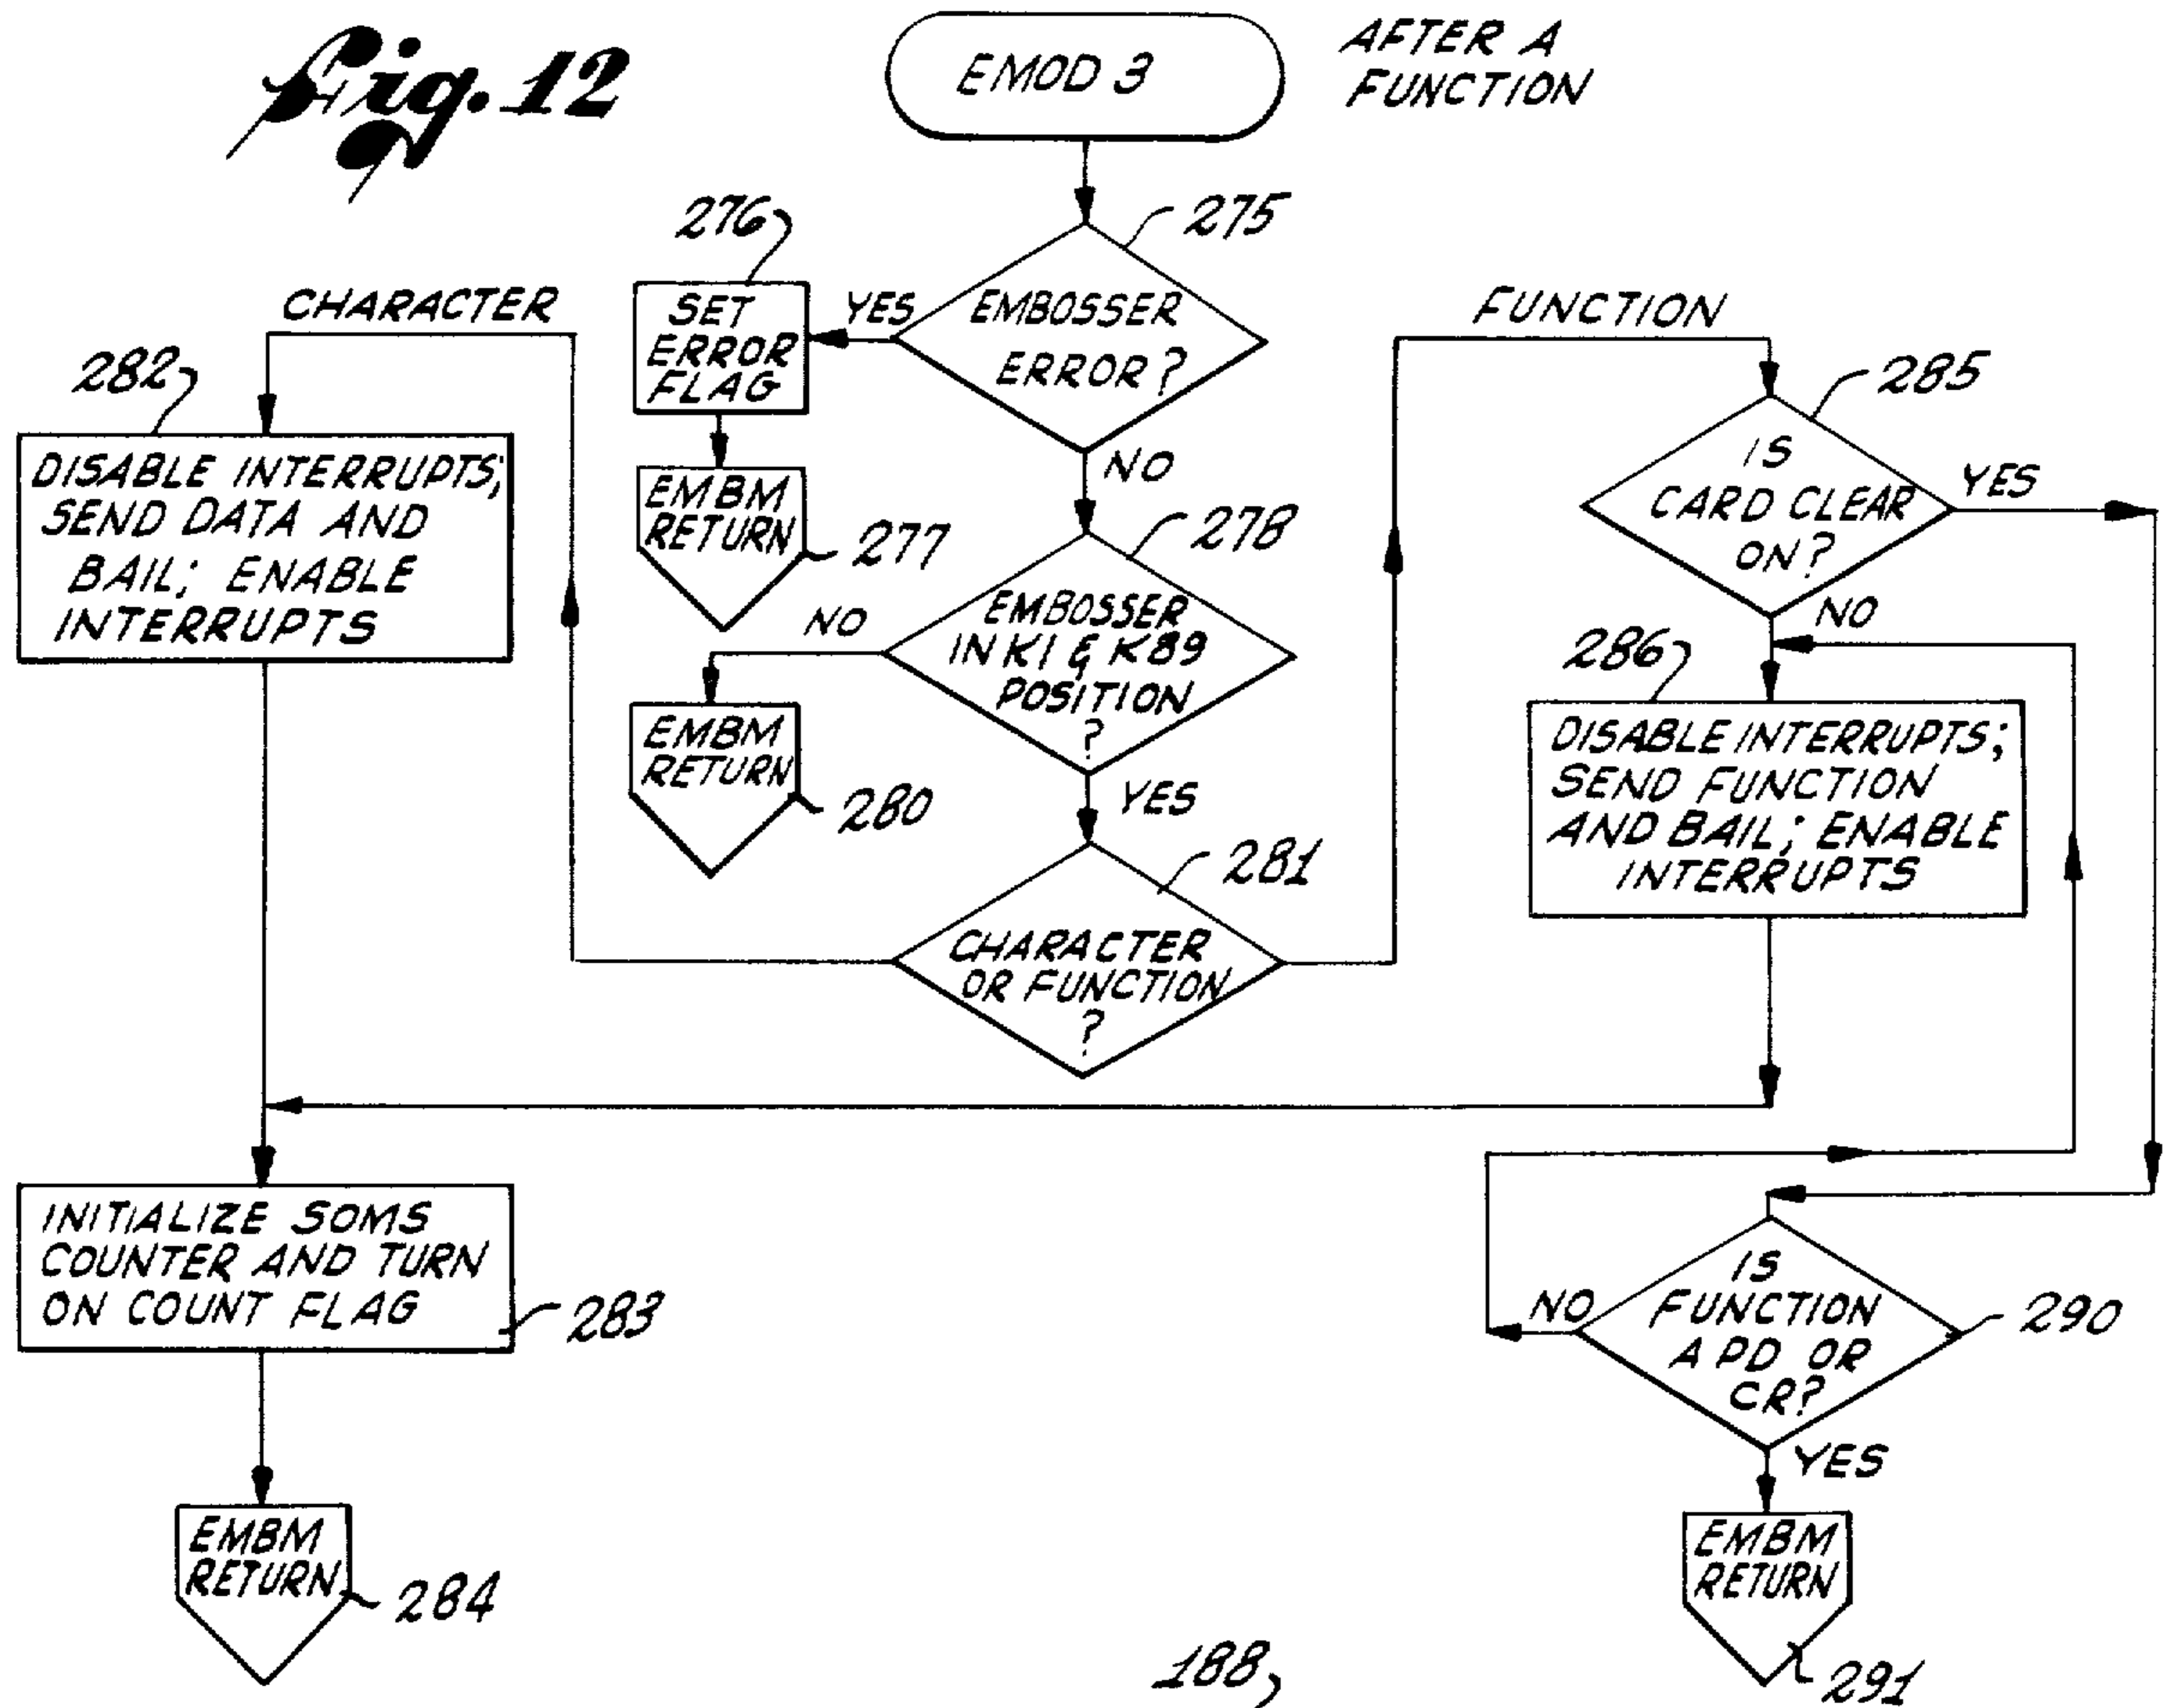 Fig. 12
EMOD 3
AFTER A
FUNCTION
275
276
EMBOSSER
ERROR?
YES
SET
ERROR
FLAG
NO
EMBM
RETURN
277
CHARACTER
282
DISABLE INTERRUPTS;
SEND DATA AND
BAIL; ENABLE
INTERRUPTS
278
EMBOSSER
IN K1 & K89
POSITION
?
NO
EMBM
RETURN
280
YES
281
CHARACTER
OR FUNCTION
?
FUNCTION
285
IS
CARD CLEAR
ON?
YES
NO
286
DISABLE INTERRUPTS;
SEND FUNCTION
AND BAIL; ENABLE
INTERRUPTS
INITIALIZE 50MS
COUNTER AND TURN
ON COUNT FLAG
283
EMBM
RETURN
284
IS
FUNCTION
A PD OR
CR?
290
NO
YES
EMBM
RETURN
291
188